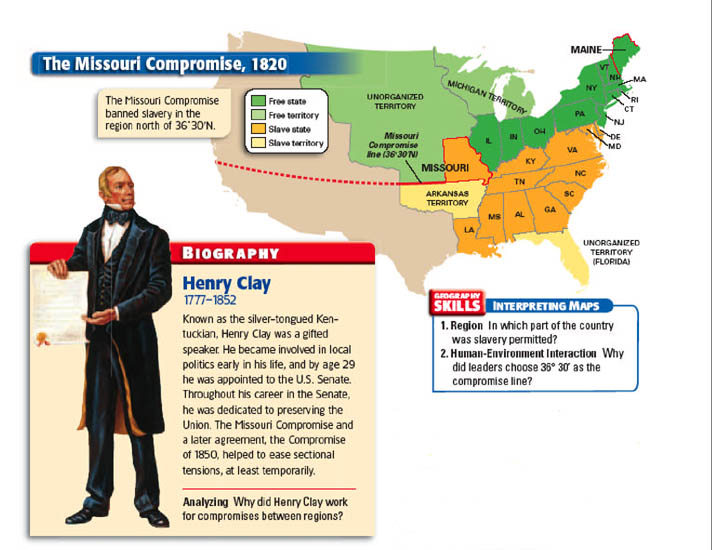 The Missouri Compromise, 1820
The Missouri Compromise
banned slavery in the
region north of 36°30'N.
Free state
Free territory
Slave state
Slave territory
UNORGANIZED
TERRITORY
MICHIGAN TERRITORY
Missouri
Compromise
line (36°30'N)
MISSOURI
ARKANSAS
TERRITORY
UNORGANIZED
TERRITORY
(FLORIDA)
MAINE
VT
NH
MA
NY
RI
CT
PA
NJ
DE
MD
OH
IN
IL
VA
KY
NC
TN
SC
GA
AL
MS
LA
BIOGRAPHY
Henry Clay
1777–1852
Known as the silver-tongued Ken-
tuckian, Henry Clay was a gifted
speaker. He became involved in local
politics early in his life, and by age 29
he was appointed to the U.S. Senate.
Throughout his career in the Senate,
he was dedicated to preserving the
Union. The Missouri Compromise and
a later agreement, the Compromise
of 1850, helped to ease sectional
tensions, at least temporarily.
Analyzing Why did Henry Clay work
for compromises between regions?
GEOGRAPHY
SKILLS
INTERPRETING MAPS
1. Region In which part of the country
was slavery permitted?
2. Human-Environment Interaction Why
did leaders choose 36° 30' as the
compromise line?